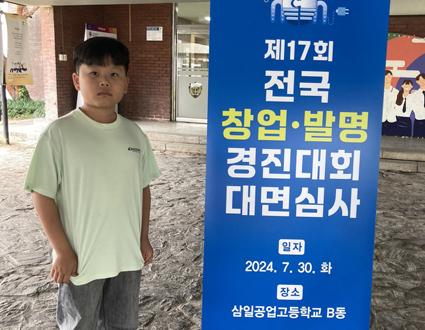 제17회
전국
창업·발명
경진대회
대면심사
일자
2024. 7. 30. 화
장소
삼일공업고등학교 B동